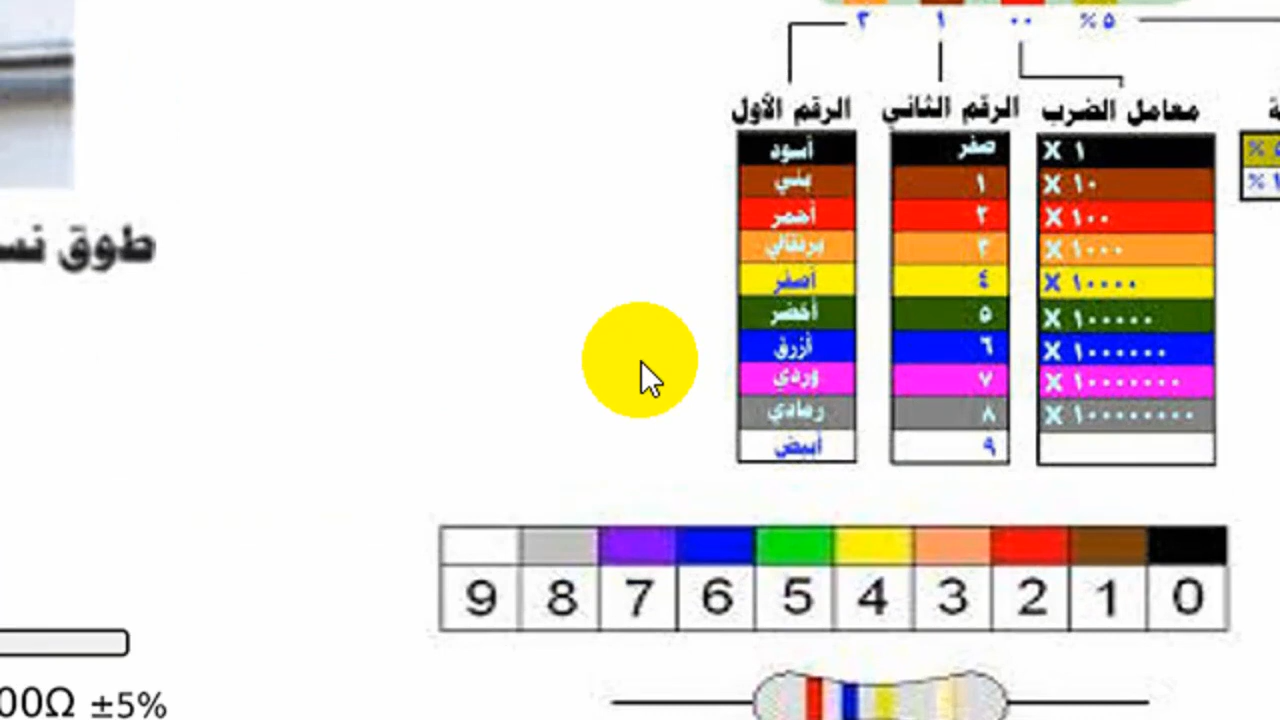 ٣ ١ ٠٠ % ٥
الرقم الأول الرقم الثاني معامل الضرب
أسود صفر X ١
بني ١ X ١٠
أحمر ٢ X ١٠٠
برتقالي ٣ X ١٠٠٠
أصفر ٤ X ١٠٠٠٠
أخضر ٥ X ١٠٠٠٠٠
أزرق ٦ X ١٠٠٠٠٠٠
وردي ٧ X ١٠٠٠٠٠٠٠
رمادي ٨ X ١٠٠٠٠٠٠٠٠
أبيض ٩
طوق
9 8 7 6 5 4 3 2 1 0
00Ω ±5%